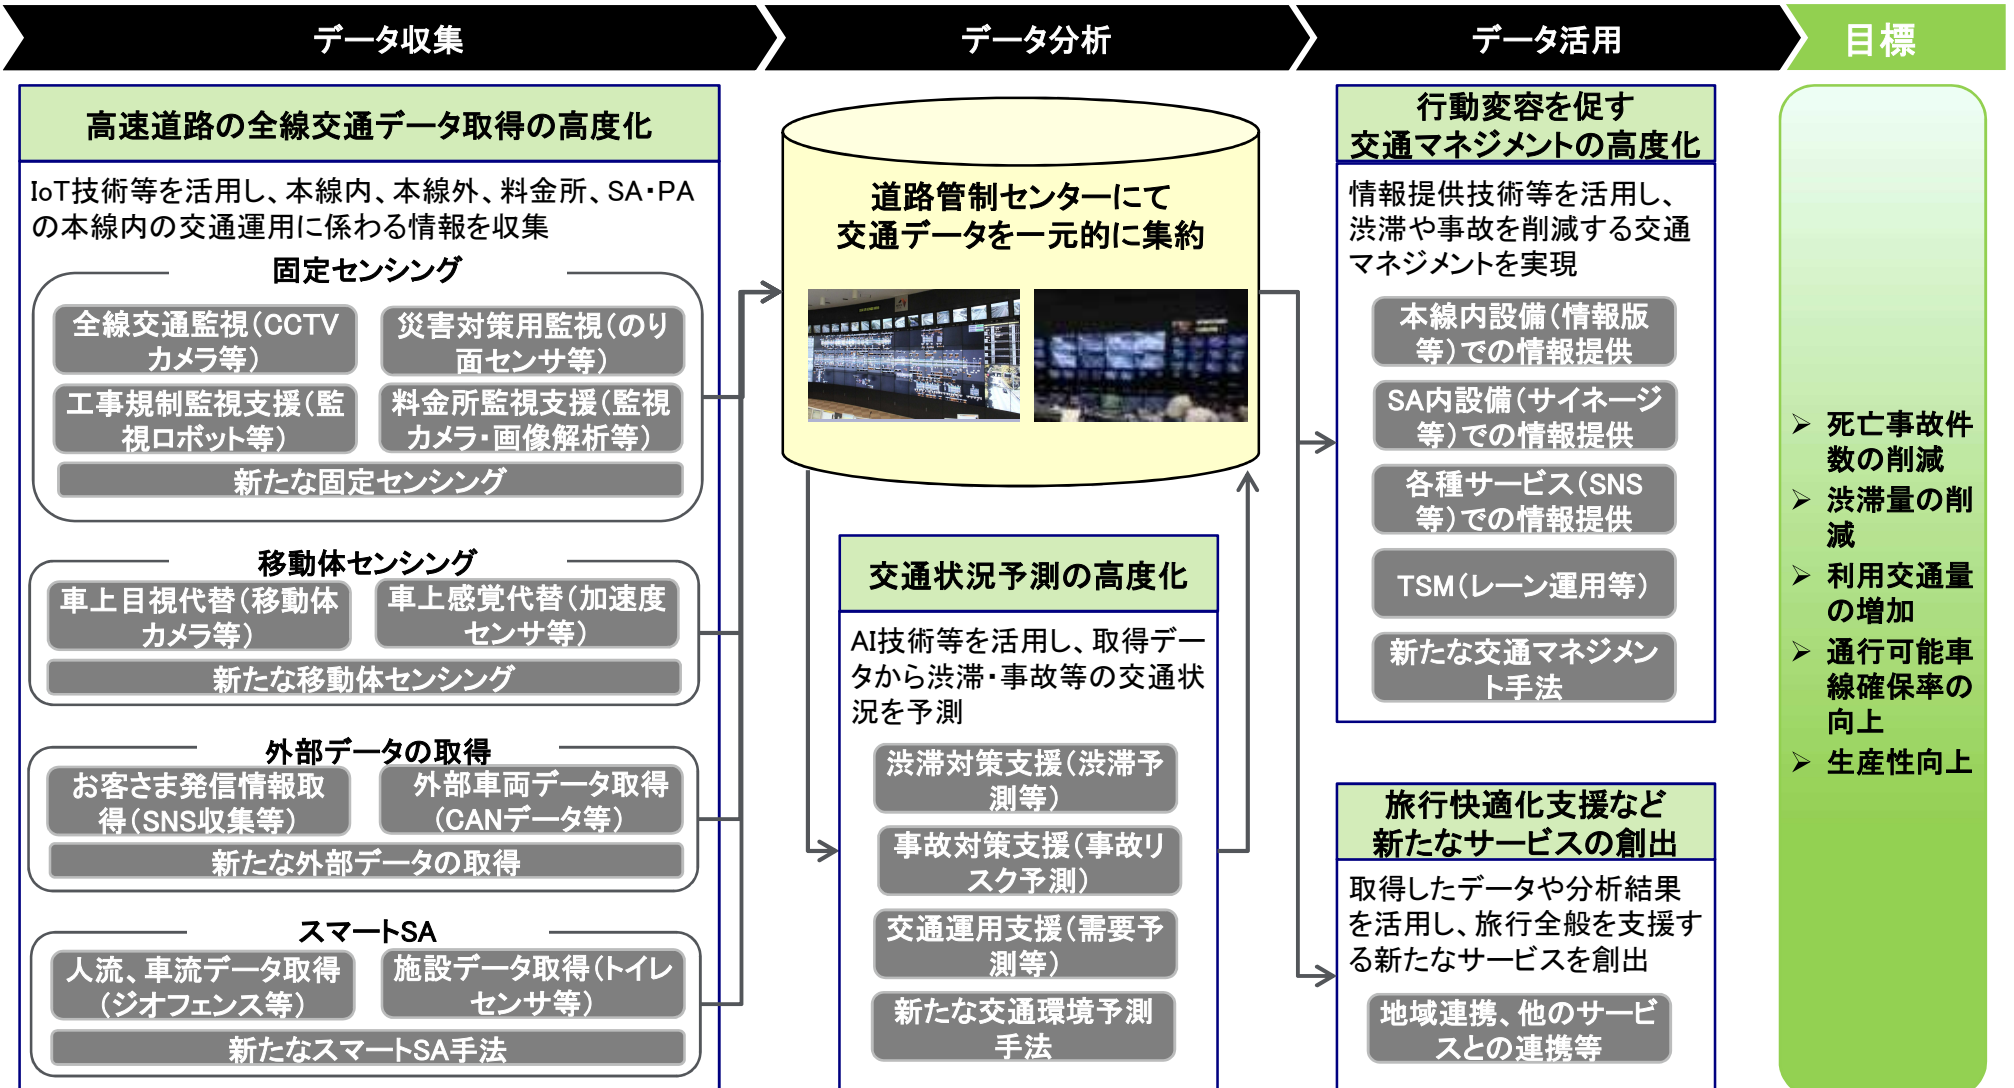 データ収集
データ分析
データ活用
目標
高速道路の全線交通データ取得の高度化
IoT技術等を活用し、本線内、本線外、料金所、SA・PA
の本線内の交通運用に係わる情報を収集
固定センシング
全線交通監視(CCTV
カメラ等)
災害対策用監視(のり
面センサ等)
工事規制監視支援(監
視ロボット等)
料金所監視支援(監視
カメラ・画像解析等)
新たな固定センシング
移動体センシング
車上目視代替(移動体
カメラ等)
車上感覚代替(加速度
センサ等)
新たな移動体センシング
外部データの取得
お客さま発信情報取
得(SNS収集等)
外部車両データ取得
(CANデータ等)
新たな外部データの取得
スマートSA
人流、車流データ取得
(ジオフェンス等)
施設データ取得(トイレ
センサ等)
新たなスマートSA手法
道路管制センターにて
交通データを一元的に集約
交通状況予測の高度化
AI技術等を活用し、取得デー
タから渋滞・事故等の交通状
況を予測
渋滞対策支援(渋滞予
測等)
事故対策支援(事故リ
スク予測)
交通運用支援(需要予
測等)
新たな交通環境予測
手法
行動変容を促す
交通マネジメントの高度化
情報提供技術等を活用し、
渋滞や事故を削減する交通
マネジメントを実現
本線内設備(情報版
等)での情報提供
SA内設備(サイネージ
等)での情報提供
各種サービス(SNS
等)での情報提供
TSM(レーン運用等)
新たな交通マネジメン
ト手法
旅行快適化支援など
新たなサービスの創出
取得したデータや分析結果
を活用し、旅行全般を支援す
る新たなサービスを創出
地域連携、他のサービ
スとの連携等
➢ 死亡事故件
数の削減
➢ 渋滞量の削
減
➢ 利用交通量
の増加
➢ 通行可能車
線確保率の
向上
➢ 生産性向上